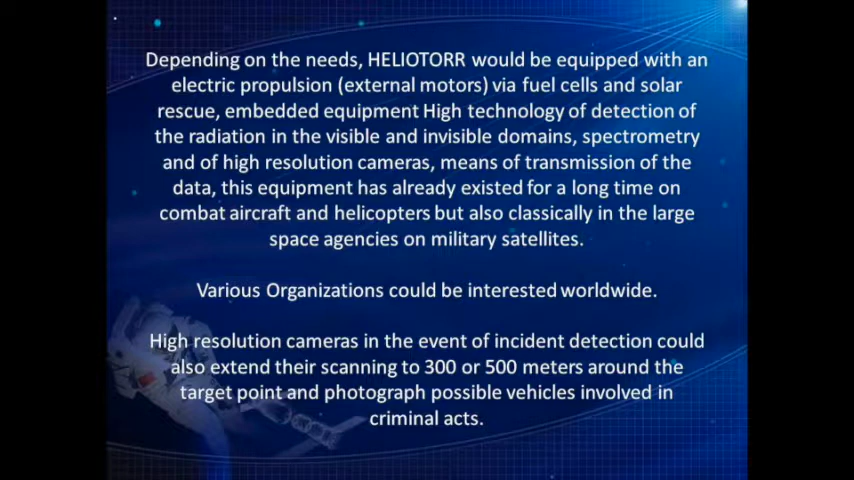 Depending on the needs, HELIOTORR would be equipped with an
electric propulsion (external motors) via fuel cells and solar
rescue, embedded equipment High technology of detection of
the radiation in the visible and invisible domains, spectrometry
and of high resolution cameras, means of transmission of the
data, this equipment has already existed for a long time on
combat aircraft and helicopters but also classically in the large
space agencies on military satellites.
Various Organizations could be interested worldwide.
High resolution cameras in the event of incident detection could
also extend their scanning to 300 or 500 meters around the
target point and photograph possible vehicles involved in
criminal acts.